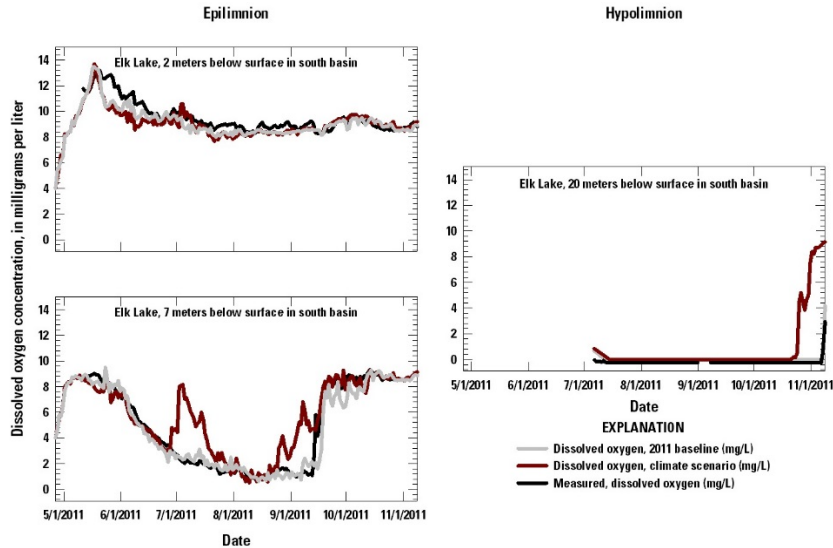 Epilimnion
Hypolimnion
Dissolved oxygen concentration, in milligrams per liter
Elk Lake, 2 meters below surface in south basin
14
12
10
8
6
4
2
0
Elk Lake, 7 meters below surface in south basin
14
12
10
8
6
4
2
0
5/1/2011 6/1/2011 7/1/2011 8/1/2011 9/1/2011 10/1/2011 11/1/2011
Date
Elk Lake, 20 meters below surface in south basin
14
12
10
8
6
4
2
0
5/1/2011 6/1/2011 7/1/2011 8/1/2011 9/1/2011 10/1/2011 11/1/2011
Date
EXPLANATION
Dissolved oxygen, 2011 baseline (mg/L)
Dissolved oxygen, climate scenario (mg/L)
Measured, dissolved oxygen (mg/L)